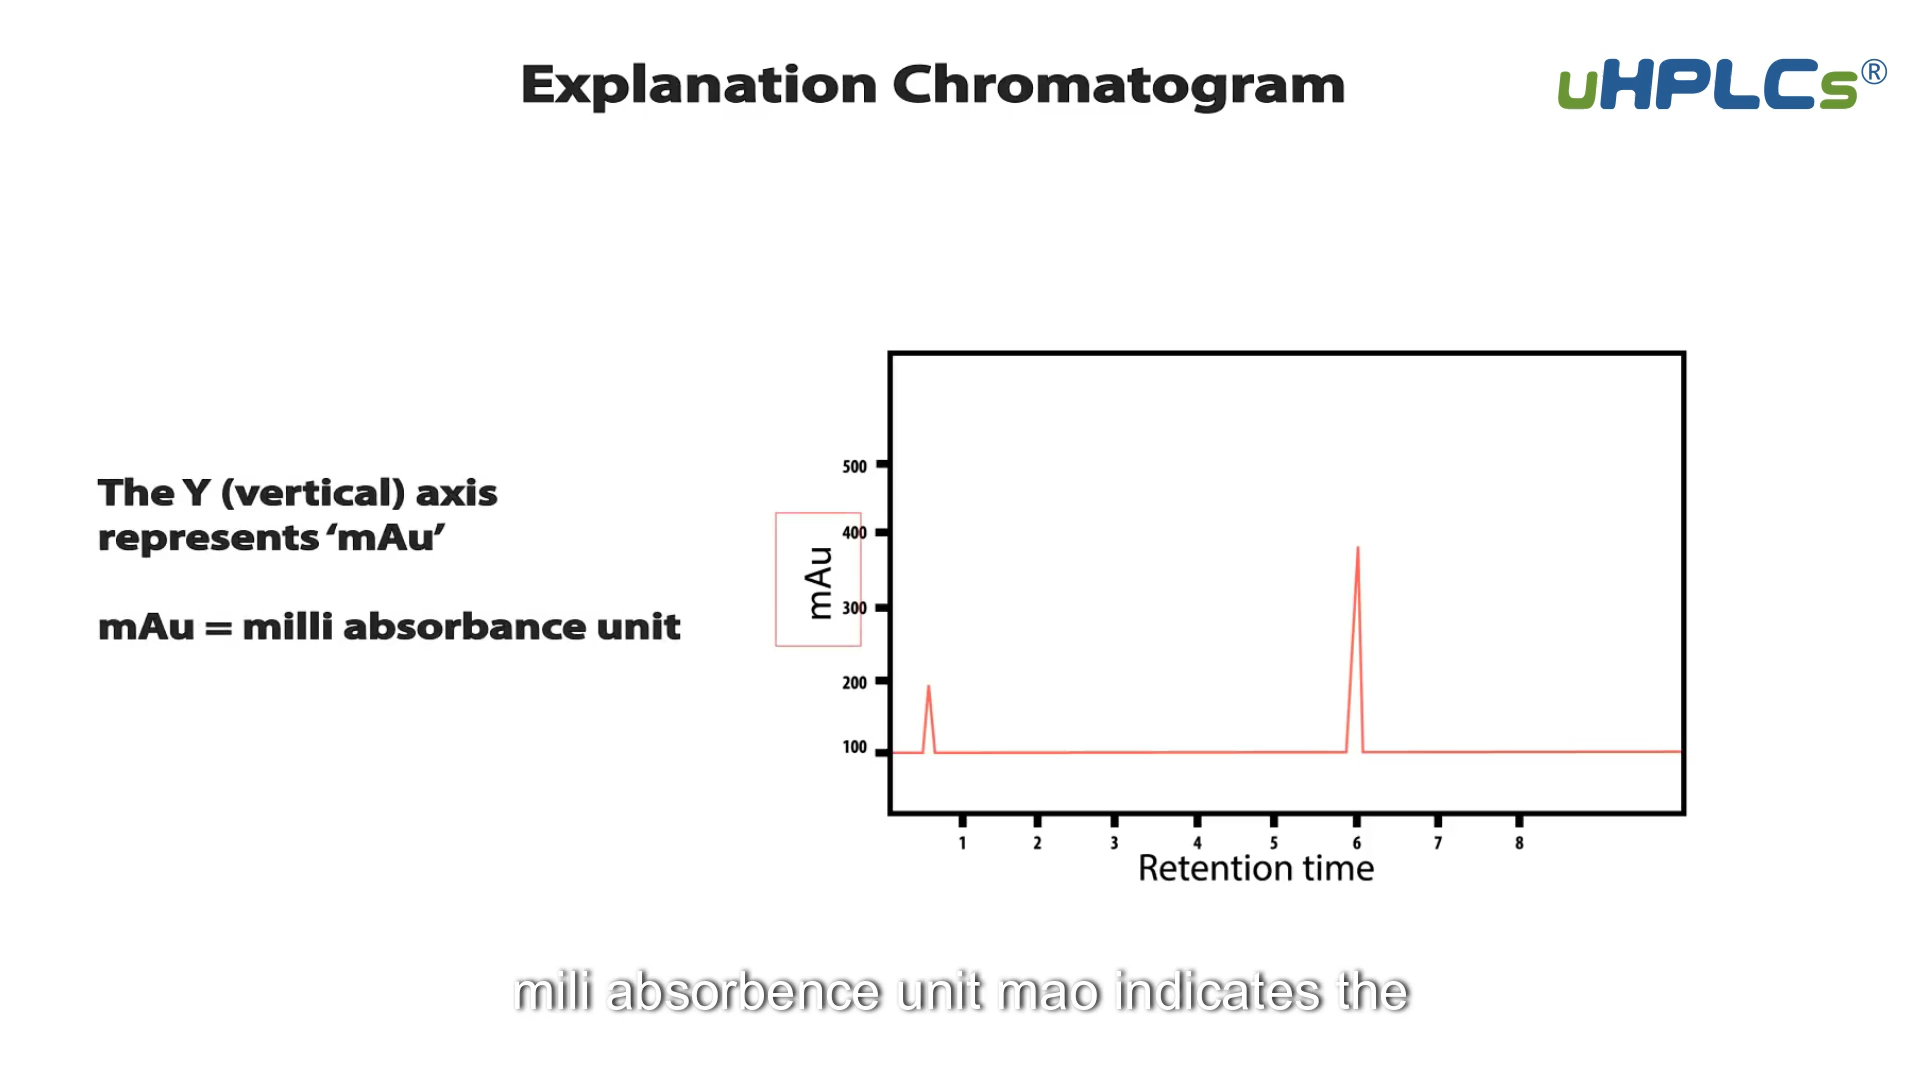 Explanation Chromatogram
uHPLCs®
The Y (vertical) axis
represents ‘mAu’
mAu = milli absorbance unit
mAu
500
400
300
200
100
1 2 3 4 5 6 7 8
Retention time
mili absorbence unit mao indicates the